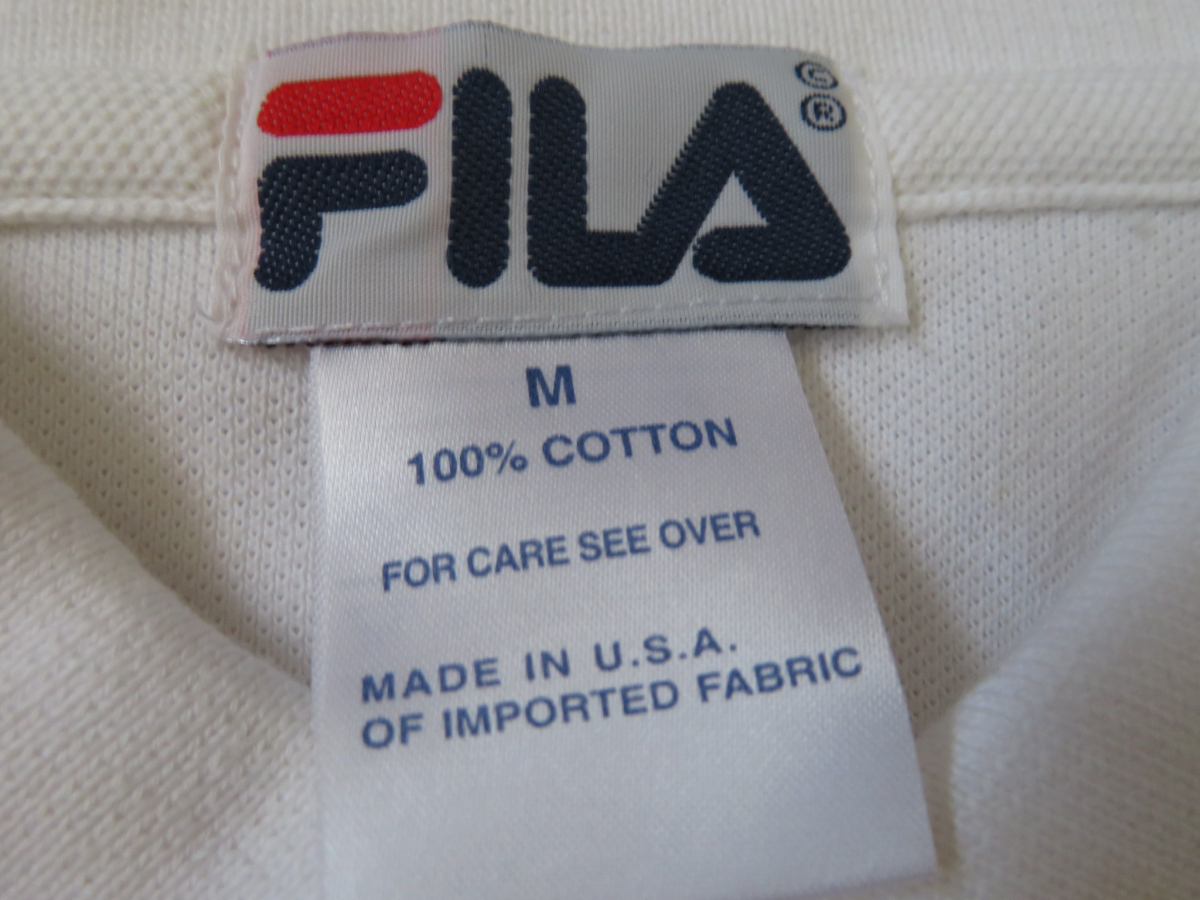 FILA ®
M
100% COTTON
FOR CARE SEE OVER
MADE IN U.S.A.
OF IMPORTED FABRIC